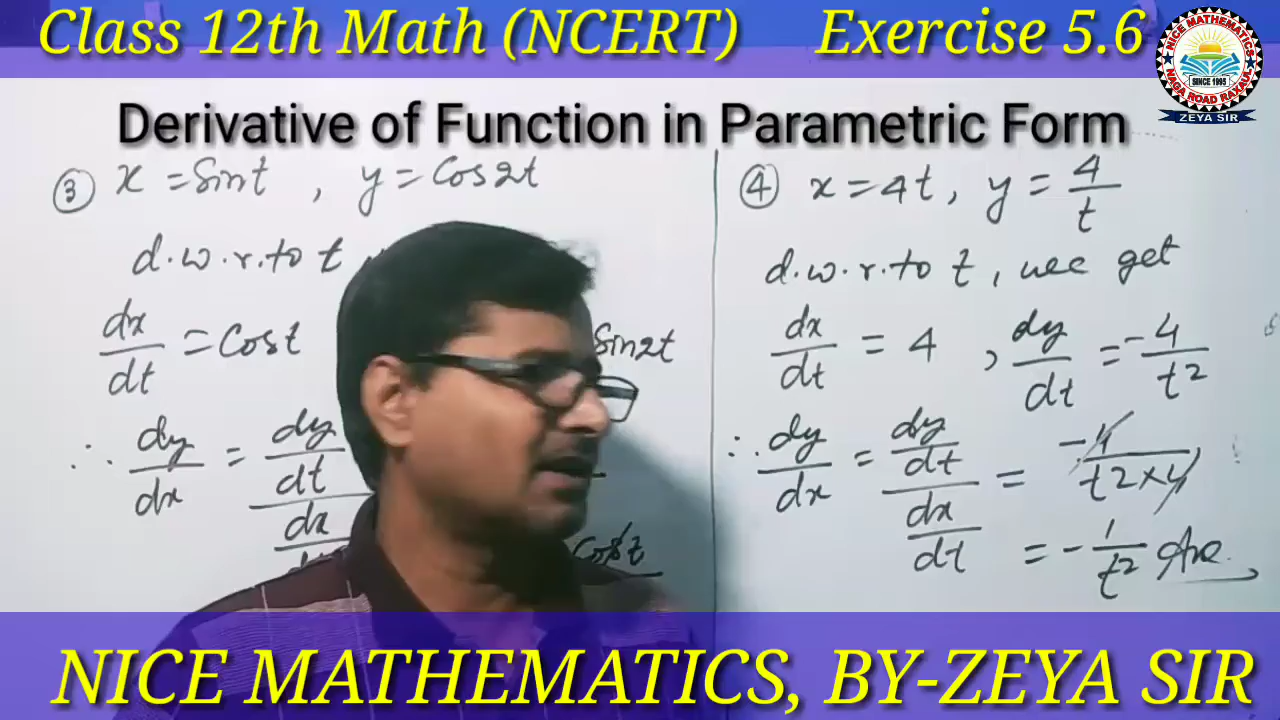 Class 12th Math (NCERT) Exercise 5.6
NICE MATHEMATICS
NAGA ROAD RAXAUL
SINCE 1995
ZEYA SIR
Derivative of Function in Parametric Form
③ x = Sint , y = Cos2t
d.w.r.to t
dx/dt = Cost
Sin2t
∴ dy/dx = dy/dt
dx
Cost
④ x = 4t, y = 4/t
d.w.r.to t, we get
dx/dt = 4 , dy/dt = -4/t2
∴ dy/dx = dy/dt / dx/dt = -4/t2×4
= -1/t2 Ans
NICE MATHEMATICS, BY-ZEYA SIR